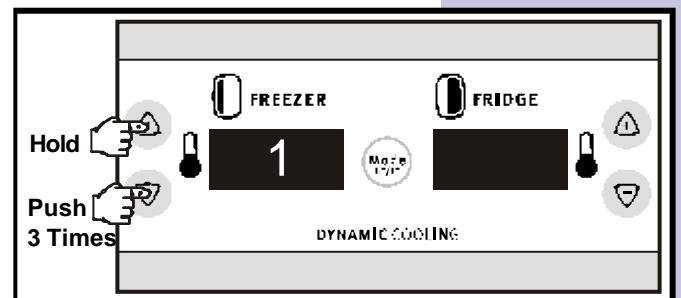 FREEZER
FRIDGE
Hold
1
Mode
Push
3 Times
DYNAMIC COOLING